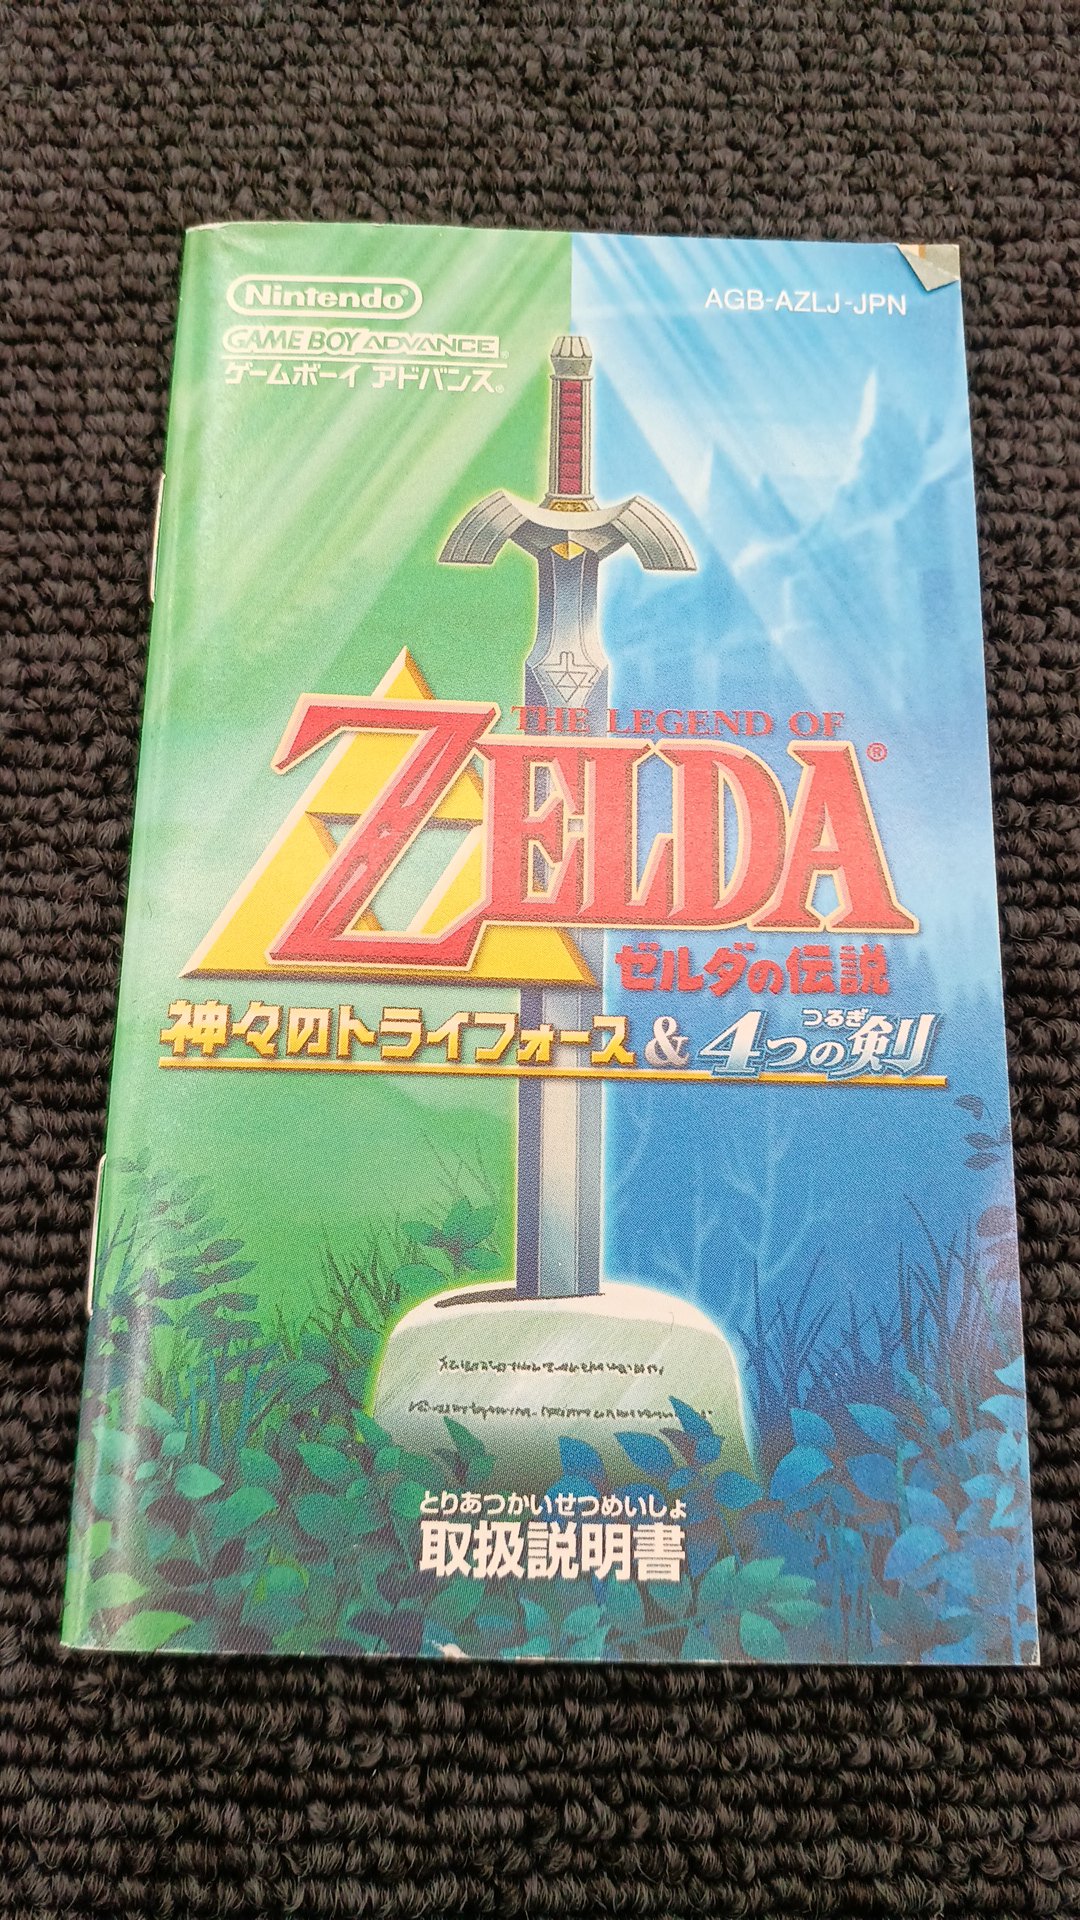 Nintendo®
AGB-AZLJ-JPN
GAME BOY ADVANCE®
ゲームボーイ アドバンス®
THE LEGEND OF
ZELDA®
ゼルダの伝説
つるぎ
神々のトライフォース & 4つの剣
とりあつかいせつめいしょ
取扱説明書